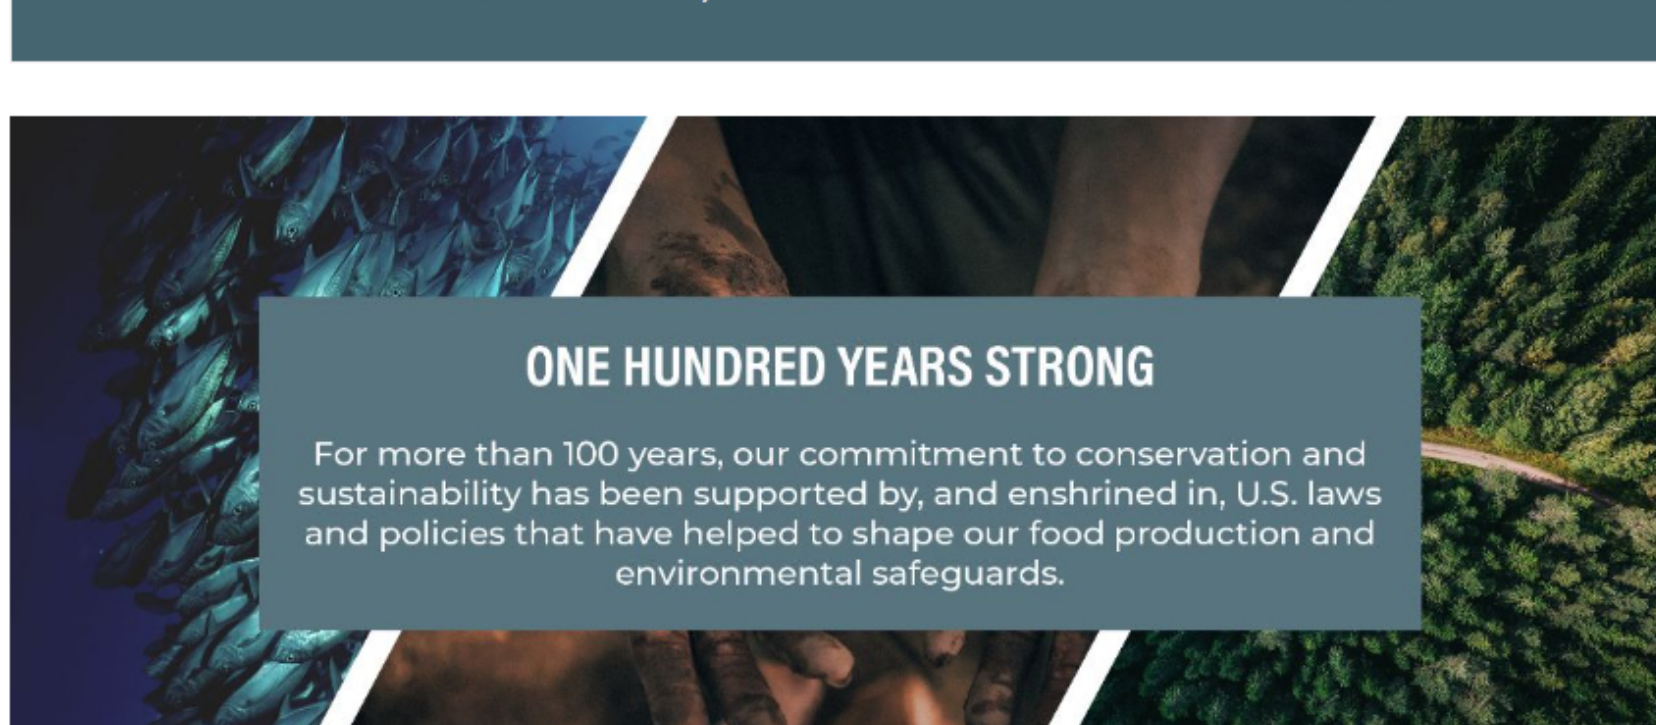 ONE HUNDRED YEARS STRONG
For more than 100 years, our commitment to conservation and
sustainability has been supported by, and enshrined in, U.S. laws
and policies that have helped to shape our food production and
environmental safeguards.